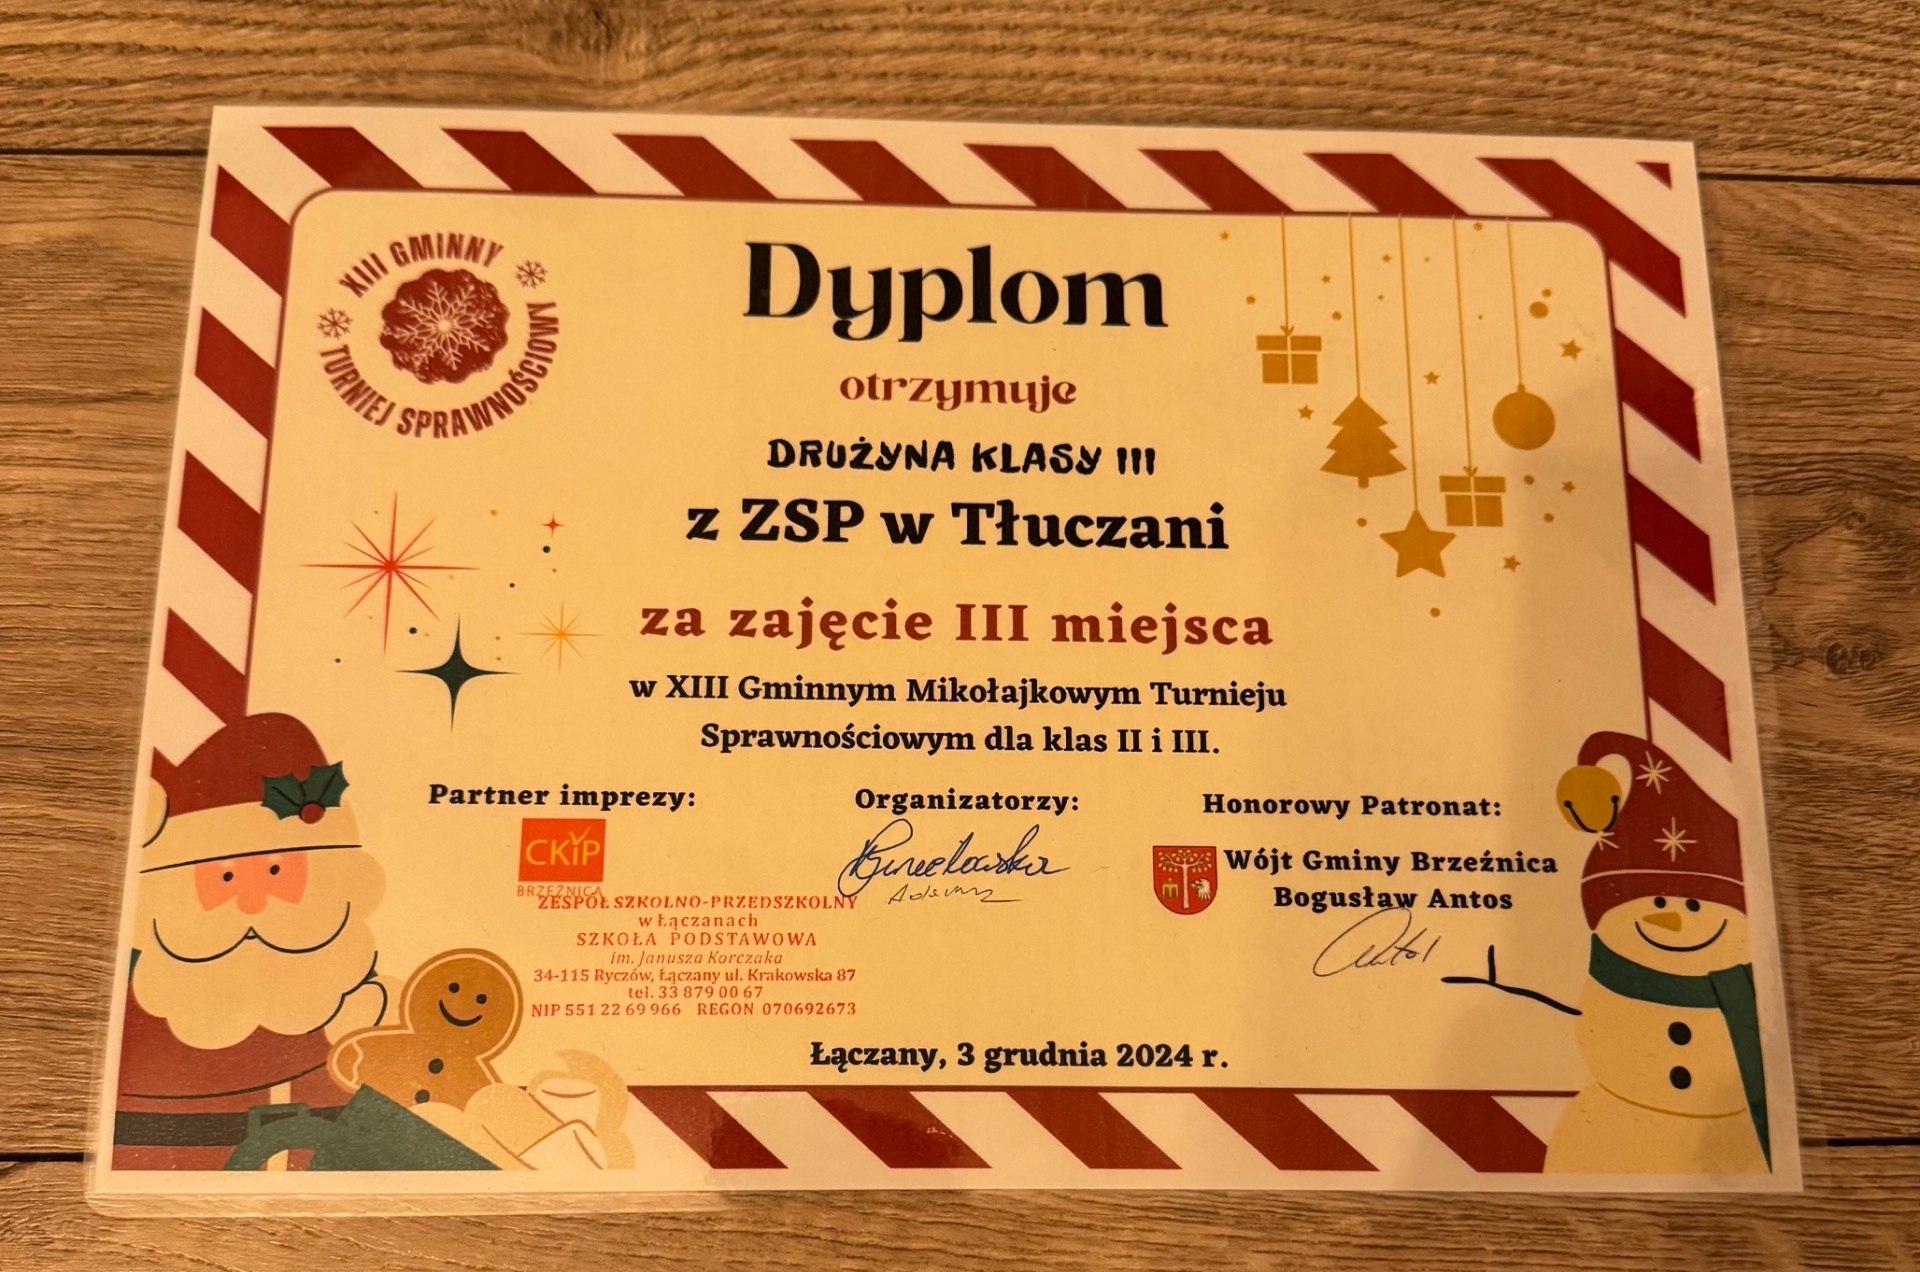 XIII GMINNY
TURNIEJ SPRAWNOŚCIOWY
Dyplom
otrzymuje
DRUŻYNA KLASY III
z ZSP w Tłuczani
za zajęcie III miejsca
w XIII Gminnym Mikołajkowym Turnieju
Sprawnościowym dla klas II i III.
Partner imprezy:
CKiP
BRZEŹNICA
ZESPÓŁ SZKOLNO-PRZEDSZKOLNY
w Łączanach
SZKOŁA PODSTAWOWA
im. Janusza Korczaka
34-115 Ryczów, Łączany ul. Krakowska 87
tel. 33 879 00 67
NIP 551 22 69 966 REGON 070692673
Organizatorzy:
Honorowy Patronat:
Wójt Gminy Brzeźnica
Bogusław Antos
Łączany, 3 grudnia 2024 r.